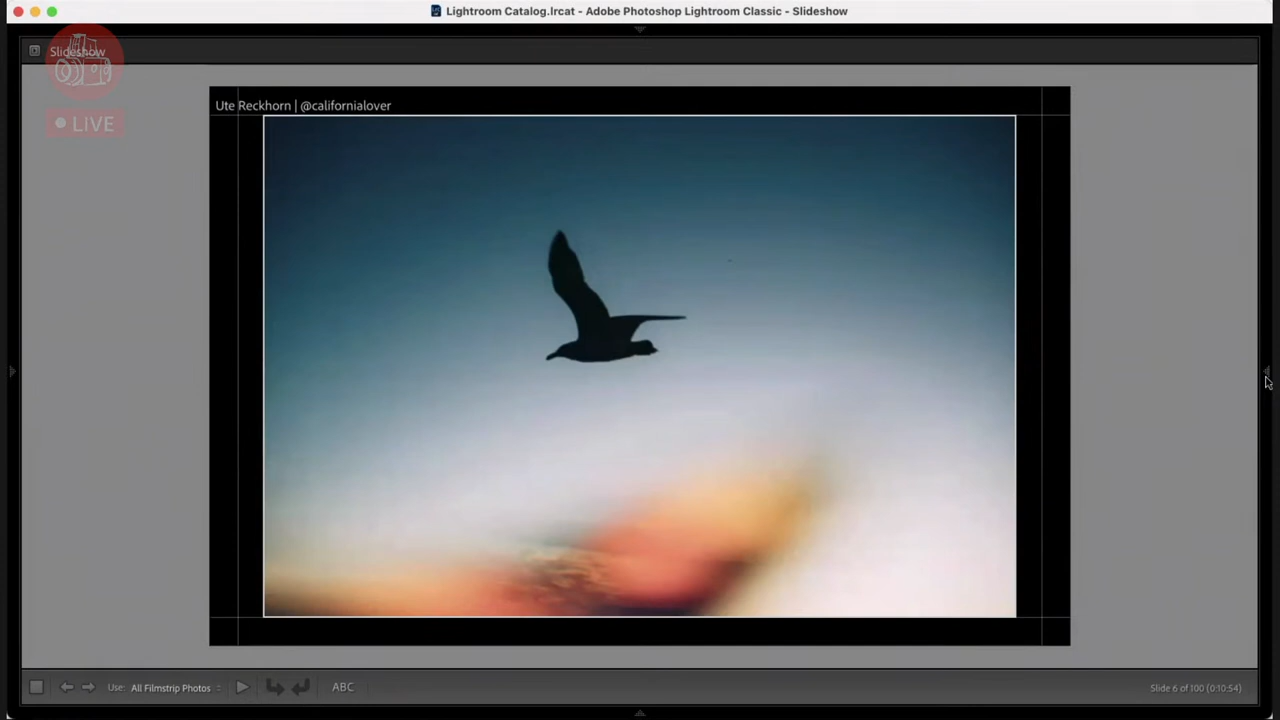 Lightroom Catalog.lrcat - Adobe Photoshop Lightroom Classic - Slideshow
Slideshow
LIVE
Ute Reckhorn | @californialover
Use: All Filmstrip Photos
ABC
Slide 6 of 100 (0:10:54)